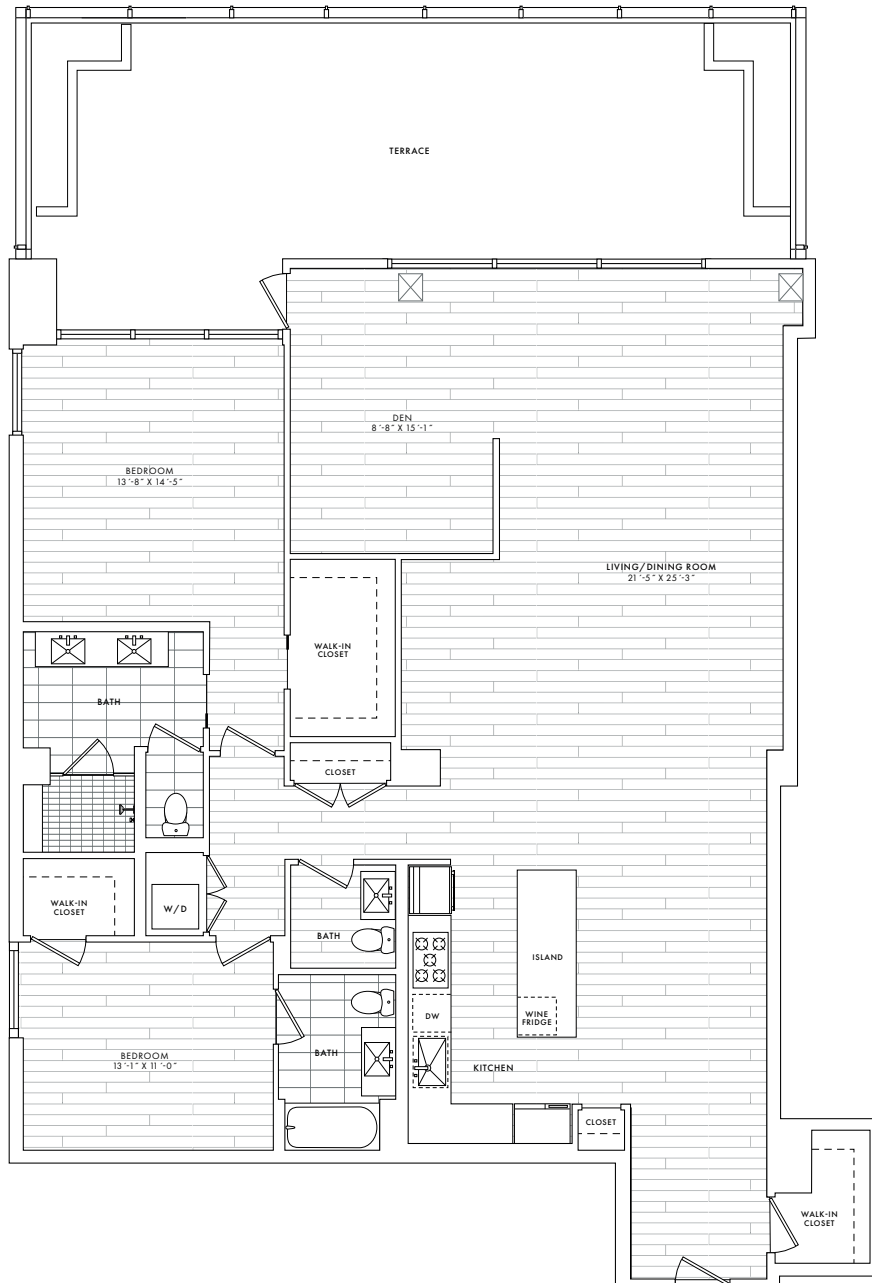 TERRACE
DEN
8'-8" X 15'-1"
BEDROOM
13'-8" X 14'-5"
LIVING/DINING ROOM
21'-5" X 25'-3"
WALK-IN
CLOSET
BATH
CLOSET
WALK-IN
CLOSET
W/D
BATH
ISLAND
WINE
FRIDGE
DW
BATH
BEDROOM
13'-1" X 11'-0"
KITCHEN
CLOSET
WALK-IN
CLOSET